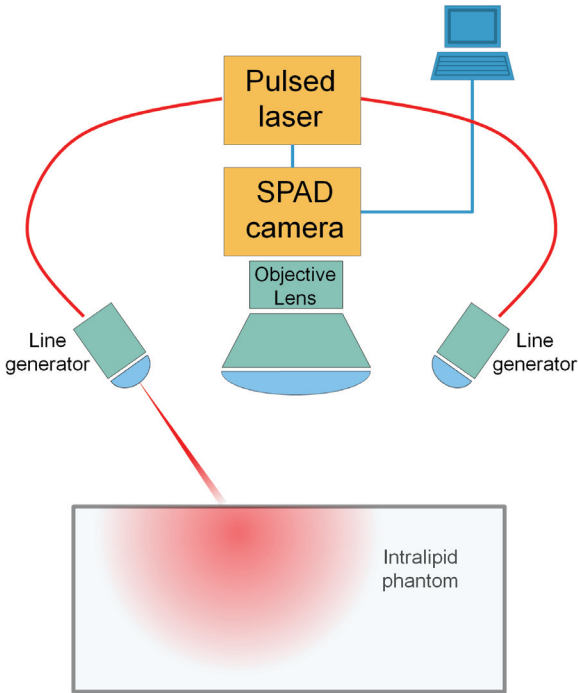 Pulsed
laser
SPAD
camera
Objective
Lens
Line
generator
Line
generator
Intralipid
phantom